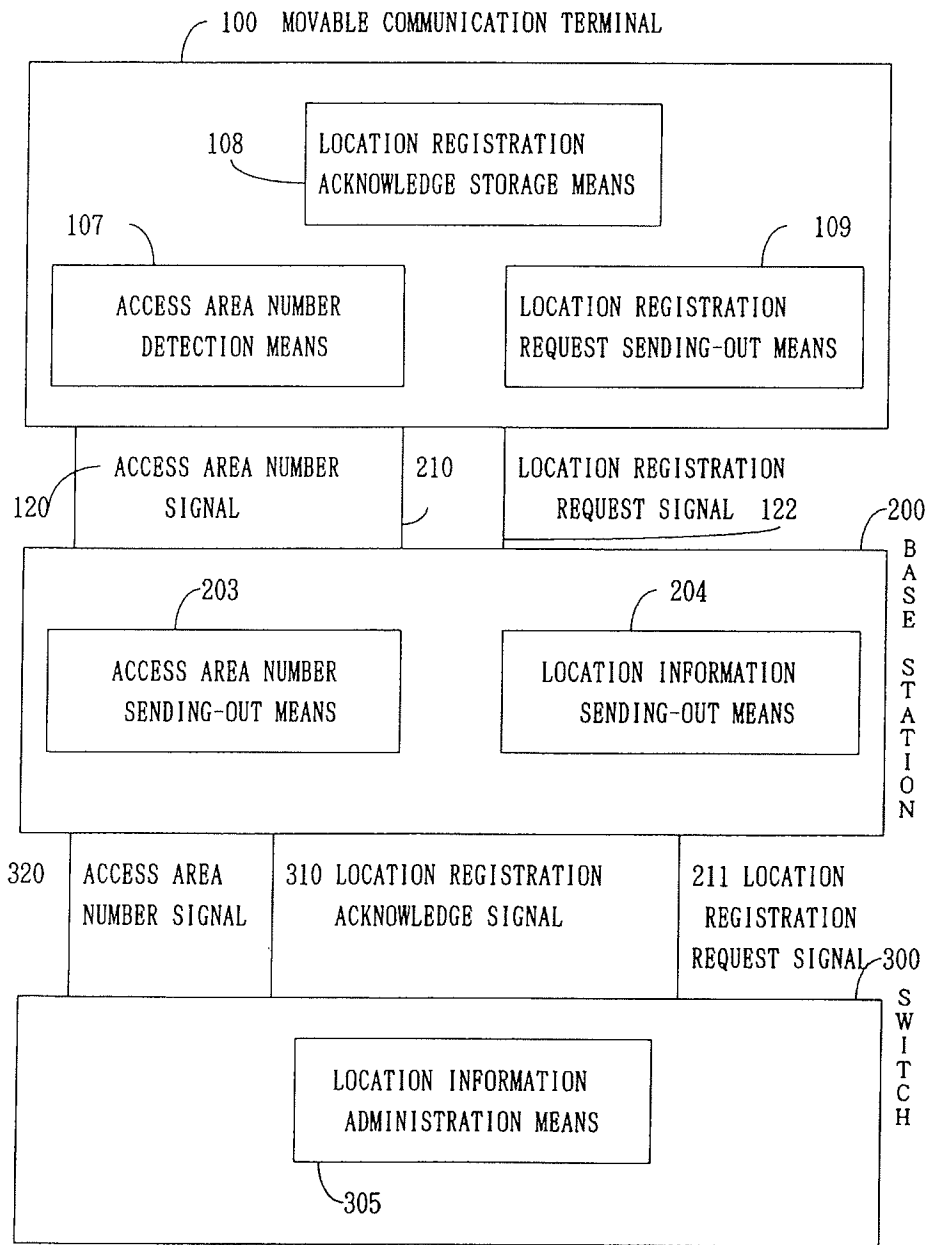 100 MOVABLE COMMUNICATION TERMINAL
108
LOCATION REGISTRATION
ACKNOWLEDGE STORAGE MEANS
107
ACCESS AREA NUMBER
DETECTION MEANS
109
LOCATION REGISTRATION
REQUEST SENDING-OUT MEANS
120
ACCESS AREA NUMBER
SIGNAL
210
LOCATION REGISTRATION
REQUEST SIGNAL 122
200
BASE STATION
203
ACCESS AREA NUMBER
SENDING-OUT MEANS
204
LOCATION INFORMATION
SENDING-OUT MEANS
320
ACCESS AREA
NUMBER SIGNAL
310 LOCATION REGISTRATION
ACKNOWLEDGE SIGNAL
211 LOCATION
REGISTRATION
REQUEST SIGNAL
300
SWITCH
LOCATION INFORMATION
ADMINISTRATION MEANS
305